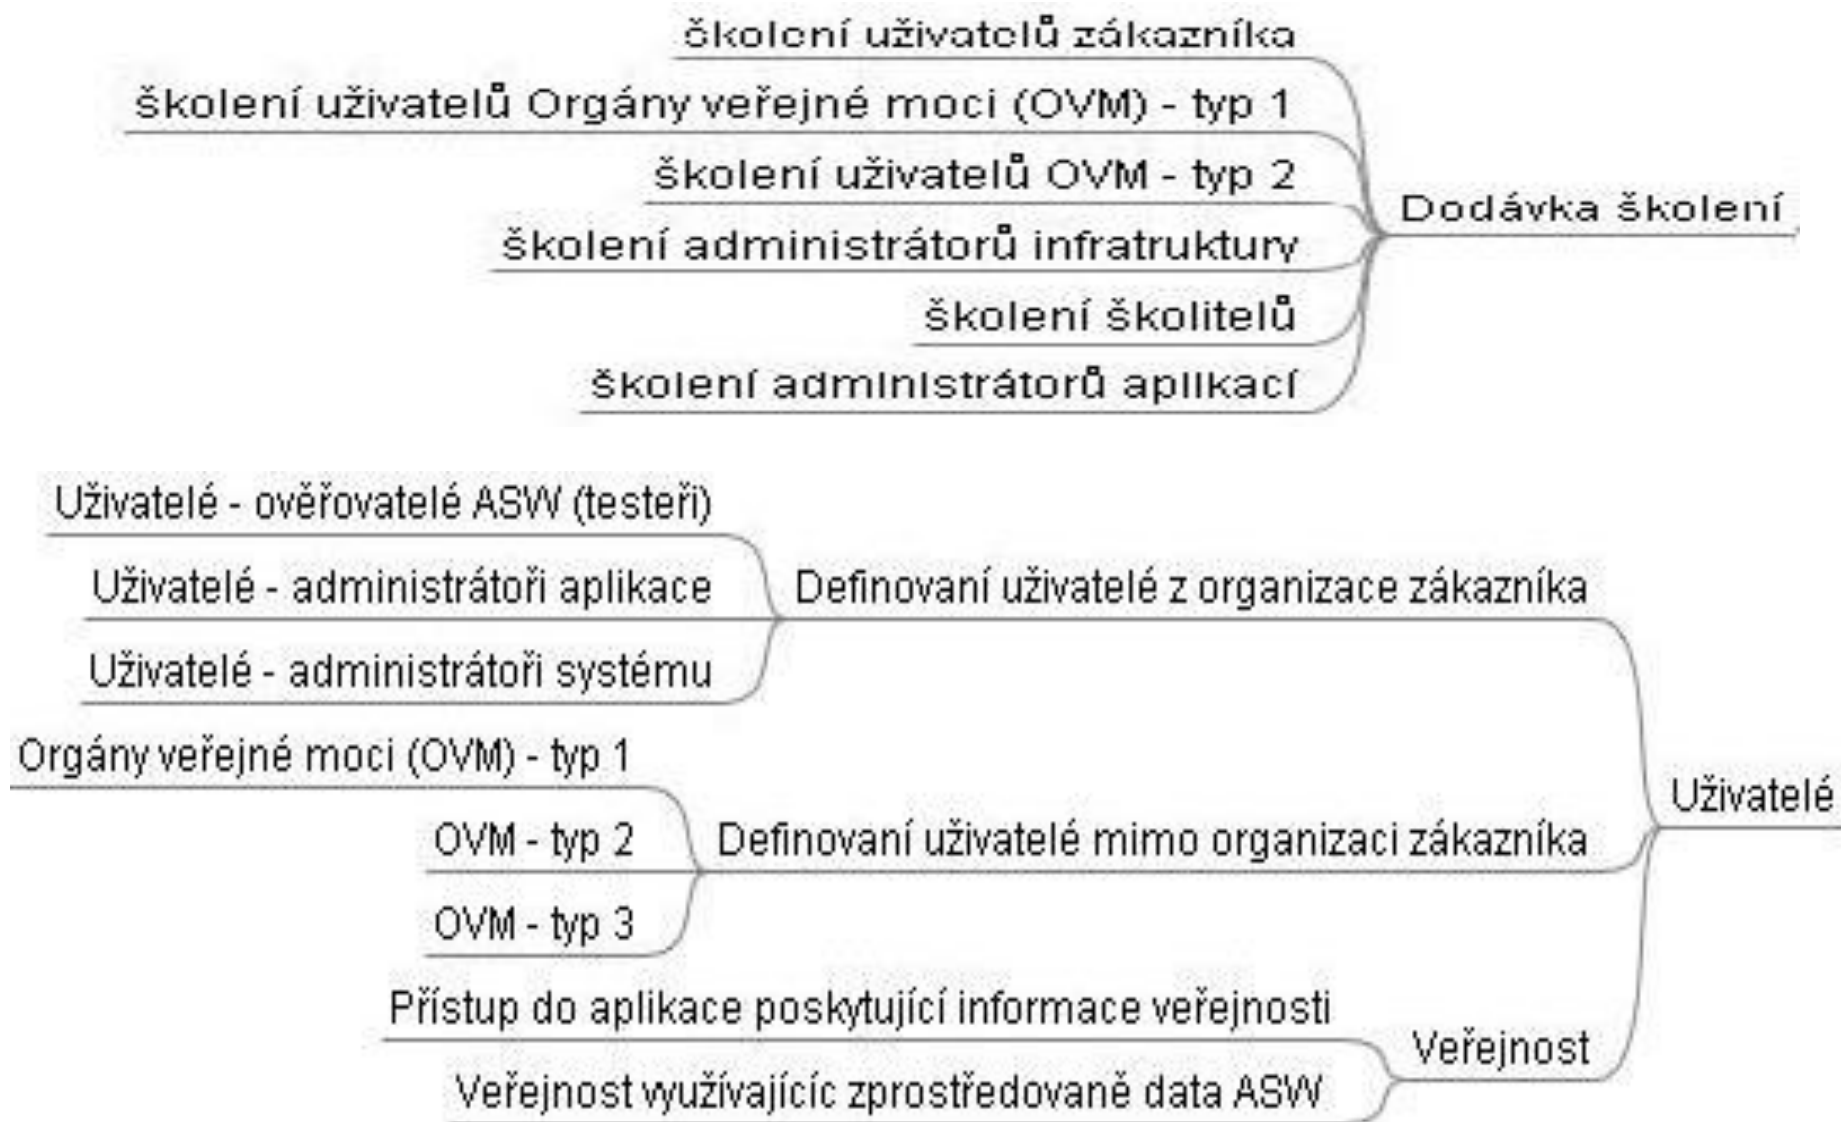 školení uživatelů zákazníka
školení uživatelů Orgány veřejné moci (OVM) - typ 1
školení uživatelů OVM - typ 2
školení administrátorů infratruktury
školení školitelů
školení administrátorů aplikací
Dodávka školení
Uživatelé - ověřovatelé ASW (testeři)
Uživatelé - administrátoři aplikace
Uživatelé - administrátoři systému
Definovaní uživatelé z organizace zákazníka
Orgány veřejné moci (OVM) - typ 1
OVM - typ 2
OVM - typ 3
Definovaní uživatelé mimo organizaci zákazníka
Přístup do aplikace poskytující informace veřejnosti
Veřejnost využívajícíc zprostředovaně data ASW
Veřejnost
Uživatelé